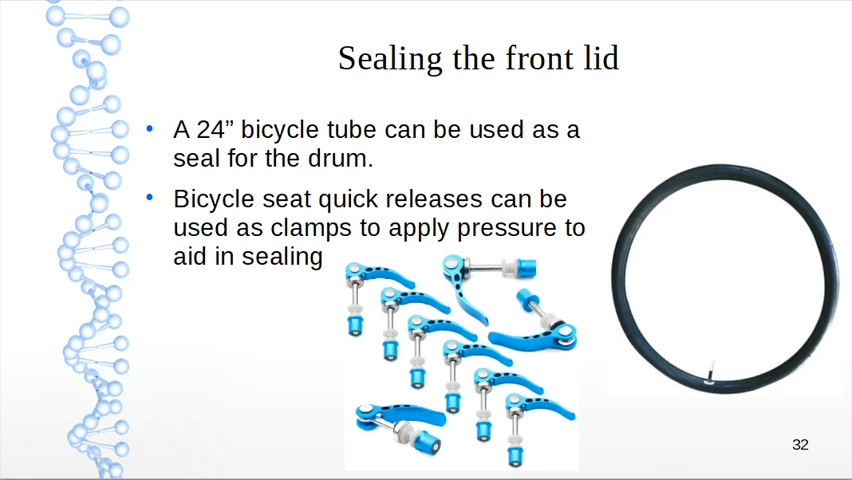 Sealing the front lid
• A 24” bicycle tube can be used as a
seal for the drum.
• Bicycle seat quick releases can be
used as clamps to apply pressure to
aid in sealing
32